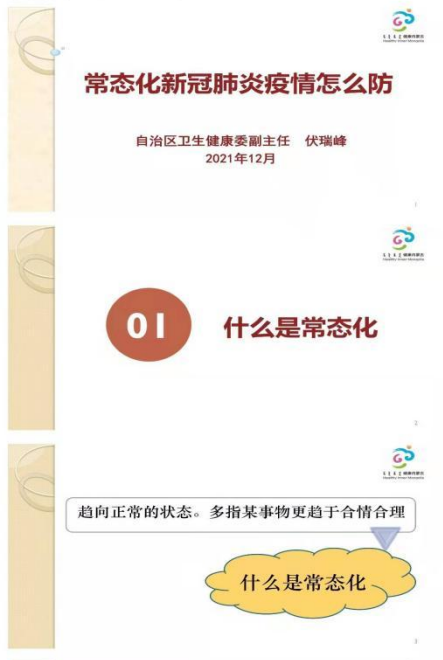 常态化新冠肺炎疫情怎么防
自治区卫生健康委副主任 伏瑞峰
2021年12月
1
01
什么是常态化
2
趋向正常的状态。多指某事物更趋于合情合理
什么是常态化
3